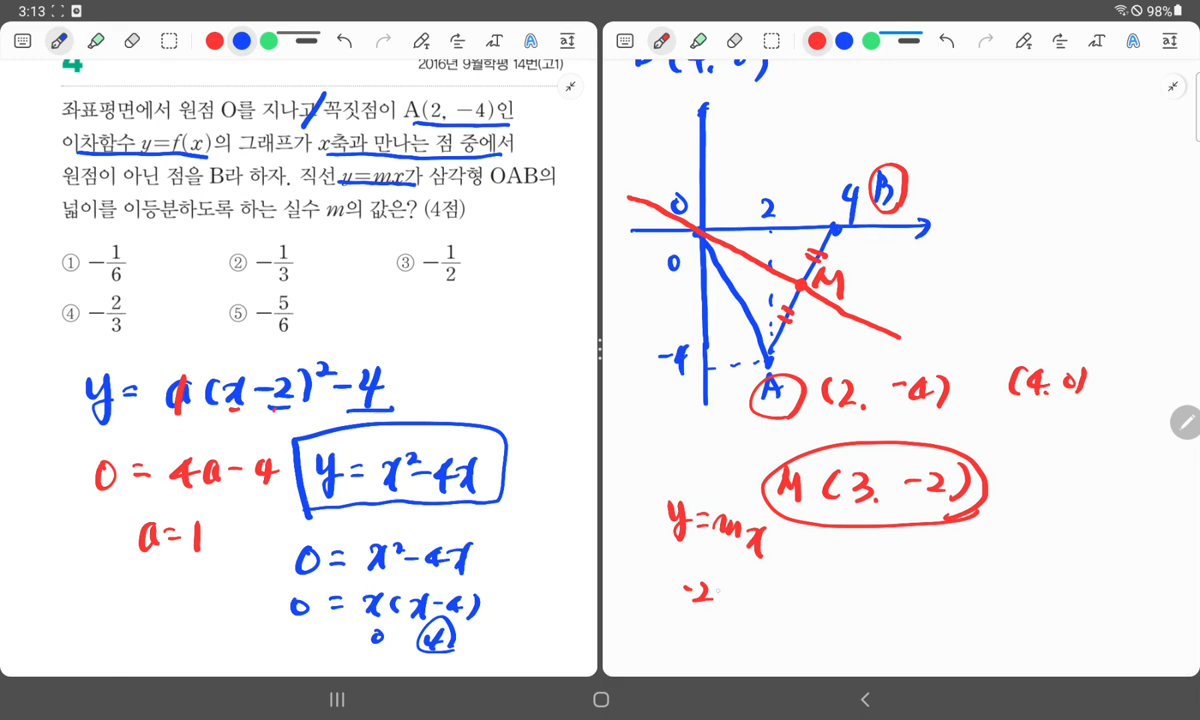 3:13
98%
4
2016년 9월학평 14번(고1)
좌표평면에서 원점 O를 지나고 꼭짓점이 A(2, −4)인
이차함수 y=f(x)의 그래프가 x축과 만나는 점 중에서
원점이 아닌 점을 B라 하자. 직선 y=mx가 삼각형 OAB의
넓이를 이등분하도록 하는 실수 m의 값은? (4점)
① −1/6 ② −1/3 ③ −1/2
④ −2/3 ⑤ −5/6
y = a(x−2)²−4
0 = 4a−4
a=1
y = x²−4x
0 = x²−4x
0 = x(x−4)
0 4
B(4. 0)
0 2 4 B
0
M
-4
A (2. -4) (4. 0)
M (3. -2)
y=mx
-2